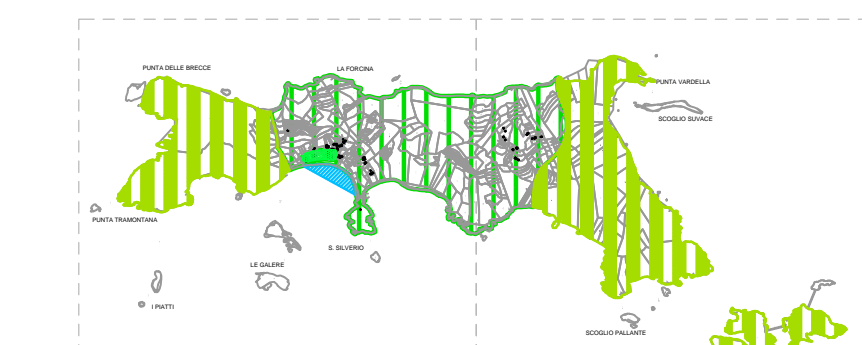 PUNTA DELLE BRECCE
LA FORCINA
PUNTA VARDELLA
SCOGLIO SUVACE
PUNTA TRAMONTANA
S. SILVERIO
LE GALERE
I PIATTI
SCOGLIO PALLANTE